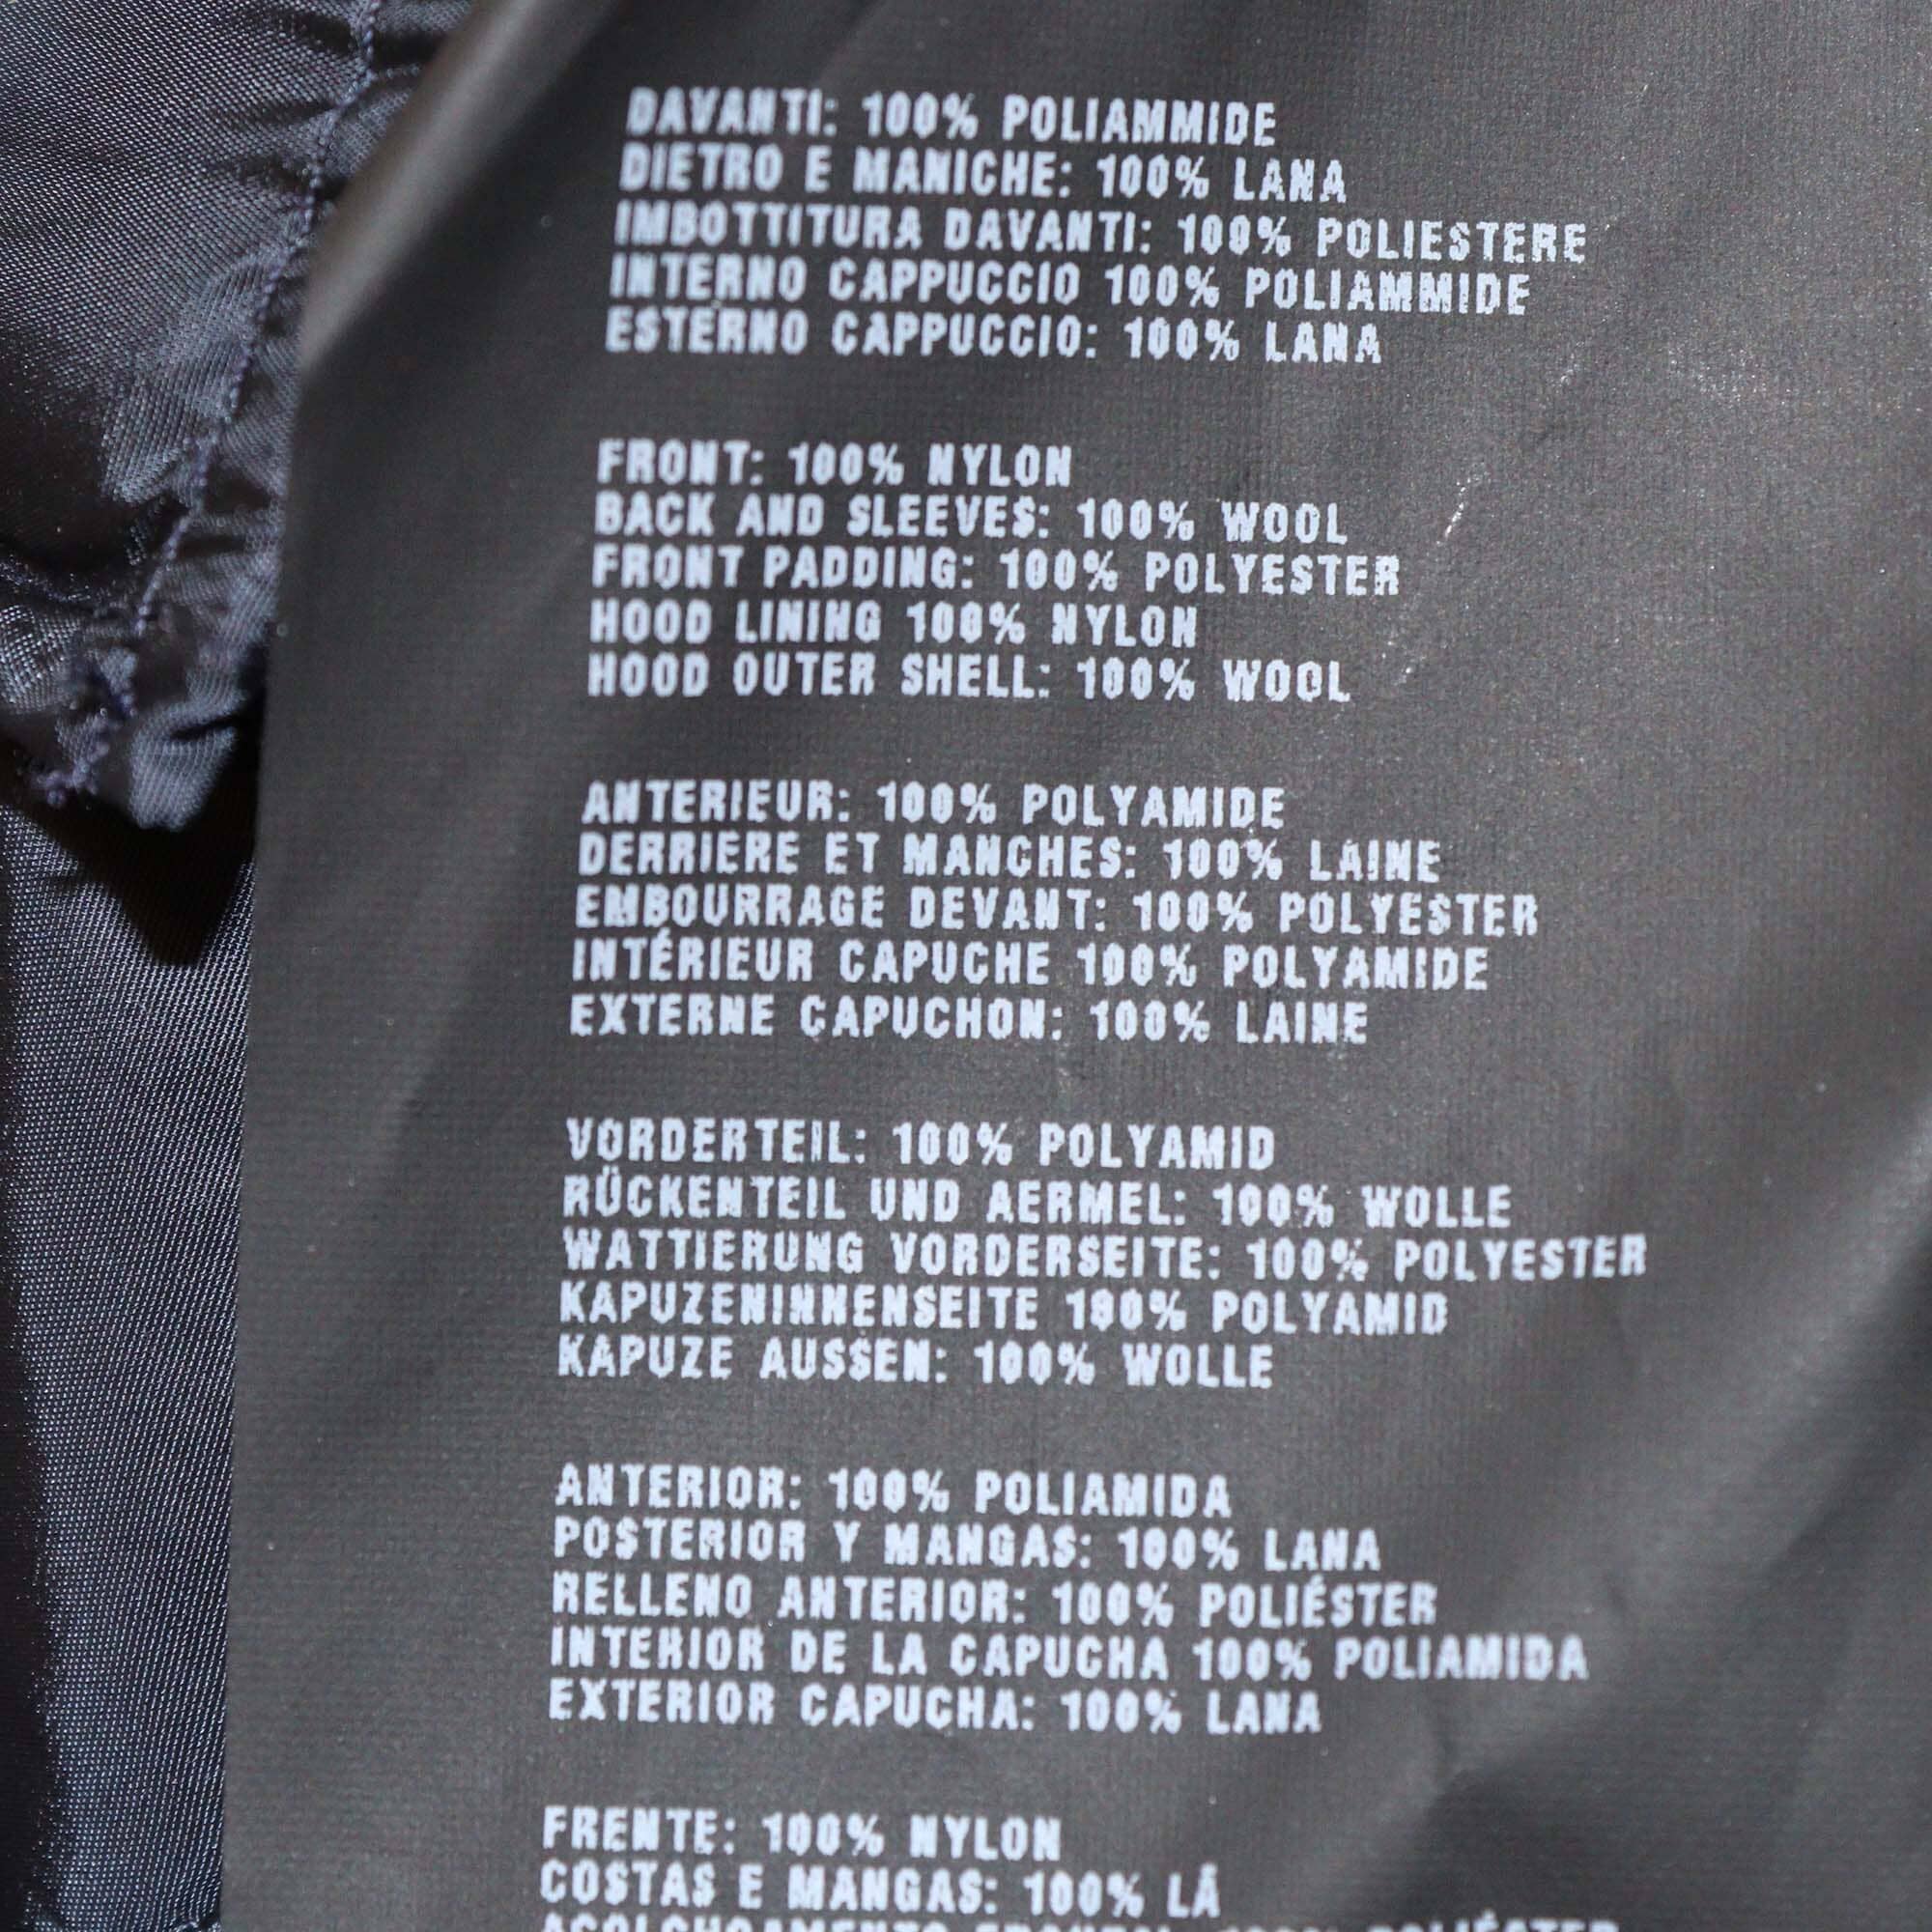 DAVANTI: 100% POLIAMMIDE
DIETRO E MANICHE: 100% LANA
IMBOTTITURA DAVANTI: 100% POLIESTERE
INTERNO CAPPUCCIO 100% POLIAMMIDE
ESTERNO CAPPUCCIO: 100% LANA
FRONT: 100% NYLON
BACK AND SLEEVES: 100% WOOL
FRONT PADDING: 100% POLYESTER
HOOD LINING 100% NYLON
HOOD OUTER SHELL: 100% WOOL
ANTERIEUR: 100% POLYAMIDE
DERRIERE ET MANCHES: 100% LAINE
EMBOURRAGE DEVANT: 100% POLYESTER
INTÉRIEUR CAPUCHE 100% POLYAMIDE
EXTERNE CAPUCHON: 100% LAINE
VORDERTEIL: 100% POLYAMID
RÜCKENTEIL UND AERMEL: 100% WOLLE
WATTIERUNG VORDERSEITE: 100% POLYESTER
KAPUZENINNENSEITE 100% POLYAMID
KAPUZE AUSSEN: 100% WOLLE
ANTERIOR: 100% POLIAMIDA
POSTERIOR Y MANGAS: 100% LANA
RELLENO ANTERIOR: 100% POLIÉSTER
INTERIOR DE LA CAPUCHA 100% POLIAMIDA
EXTERIOR CAPUCHA: 100% LANA
FRENTE: 100% NYLON
COSTAS E MANGAS: 100% LÃ
100% POLIÉSTER